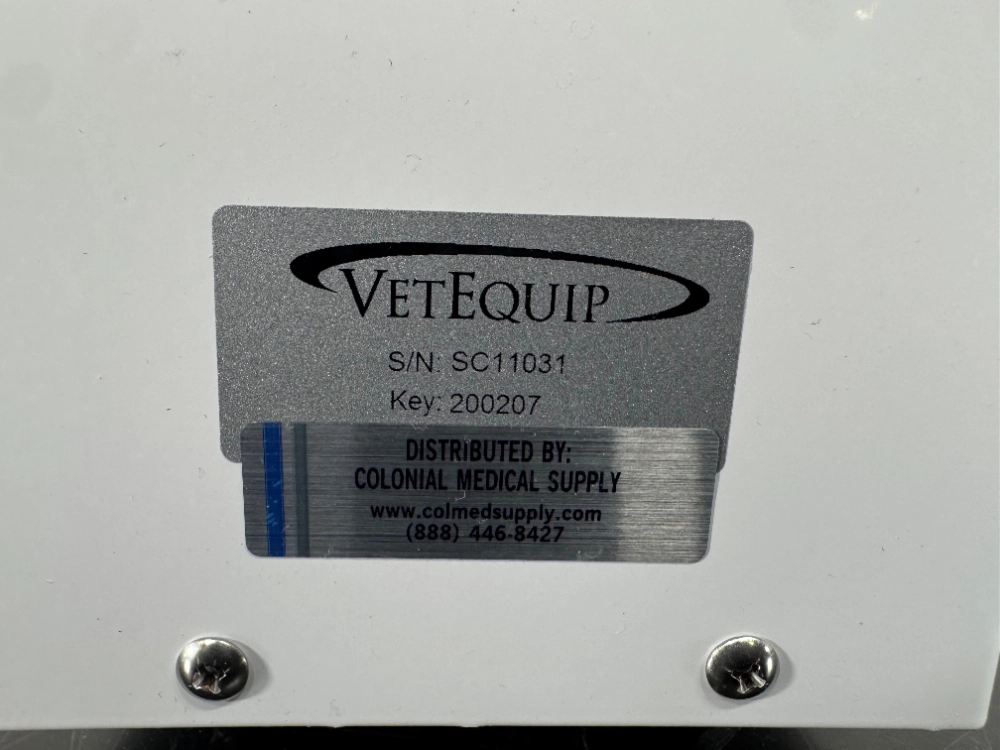 VETEQUIP
S/N: SC11031
Key: 200207
DISTRIBUTED BY:
COLONIAL MEDICAL SUPPLY
www.colmedsupply.com
(888) 446-8427